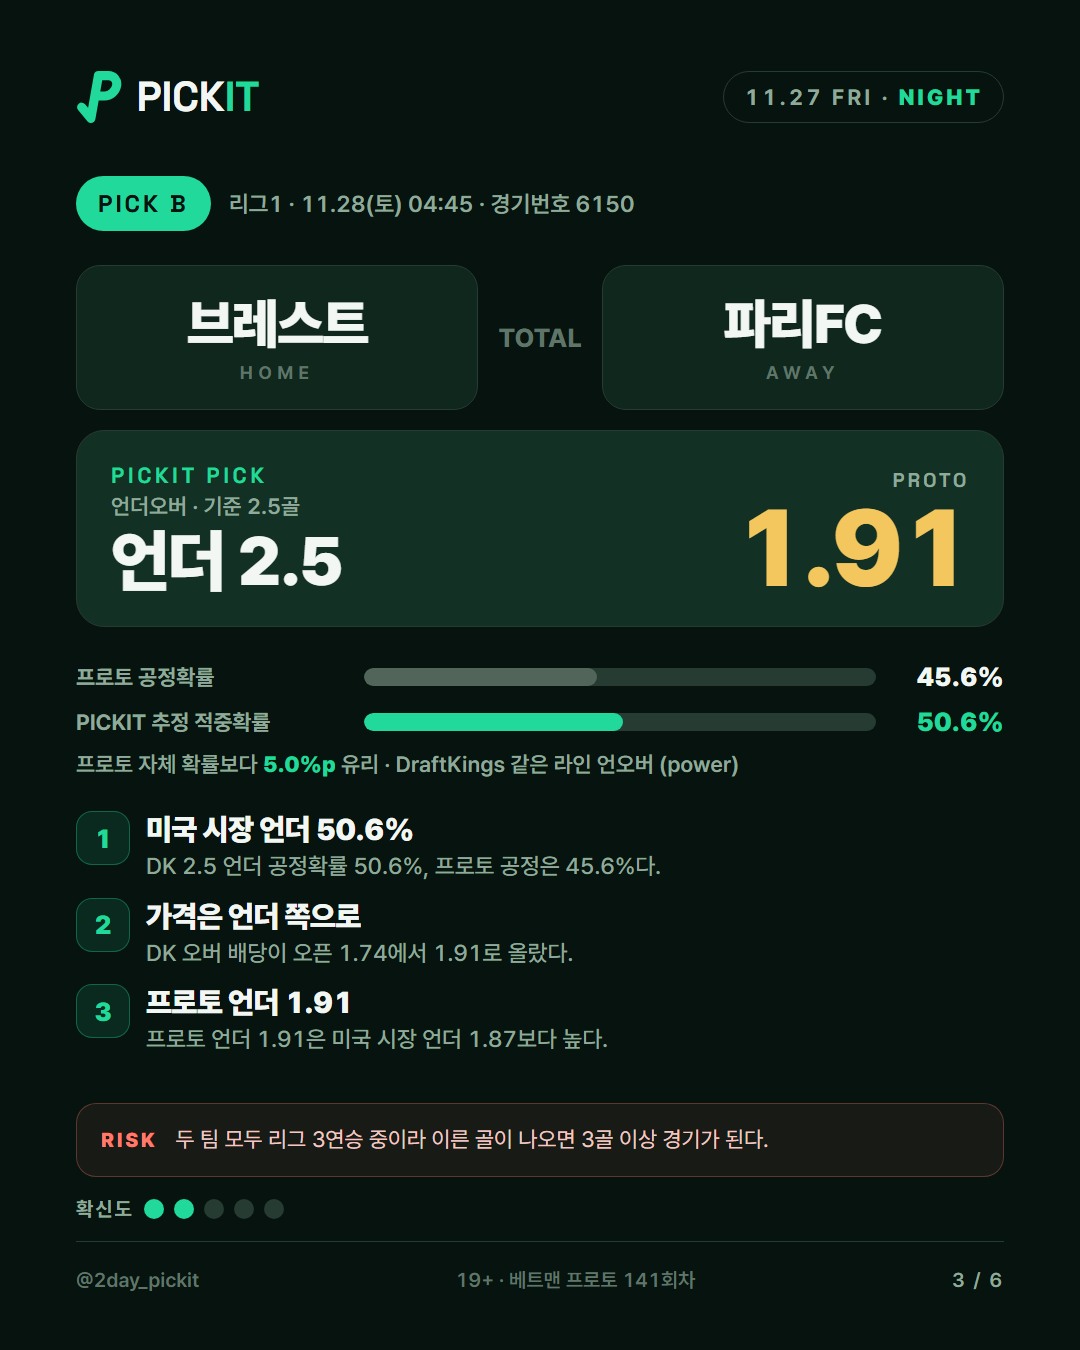 PICKIT
11.27 FRI · NIGHT
PICK B
리그1 · 11.28(토) 04:45 · 경기번호 6150
브레스트
HOME
TOTAL
파리FC
AWAY
PICKIT PICK
언더오버 · 기준 2.5골
언더 2.5
PROTO
1.91
프로토 공정확률 45.6%
PICKIT 추정 적중확률 50.6%
프로토 자체 확률보다 5.0%p 유리 · DraftKings 같은 라인 언오버 (power)
1 미국 시장 언더 50.6%
DK 2.5 언더 공정확률 50.6%, 프로토 공정은 45.6%다.
2 가격은 언더 쪽으로
DK 오버 배당이 오픈 1.74에서 1.91로 올랐다.
3 프로토 언더 1.91
프로토 언더 1.91은 미국 시장 언더 1.87보다 높다.
RISK 두 팀 모두 리그 3연승 중이라 이른 골이 나오면 3골 이상 경기가 된다.
확신도
@2day_pickit
19+ · 베트맨 프로토 141회차
3 / 6